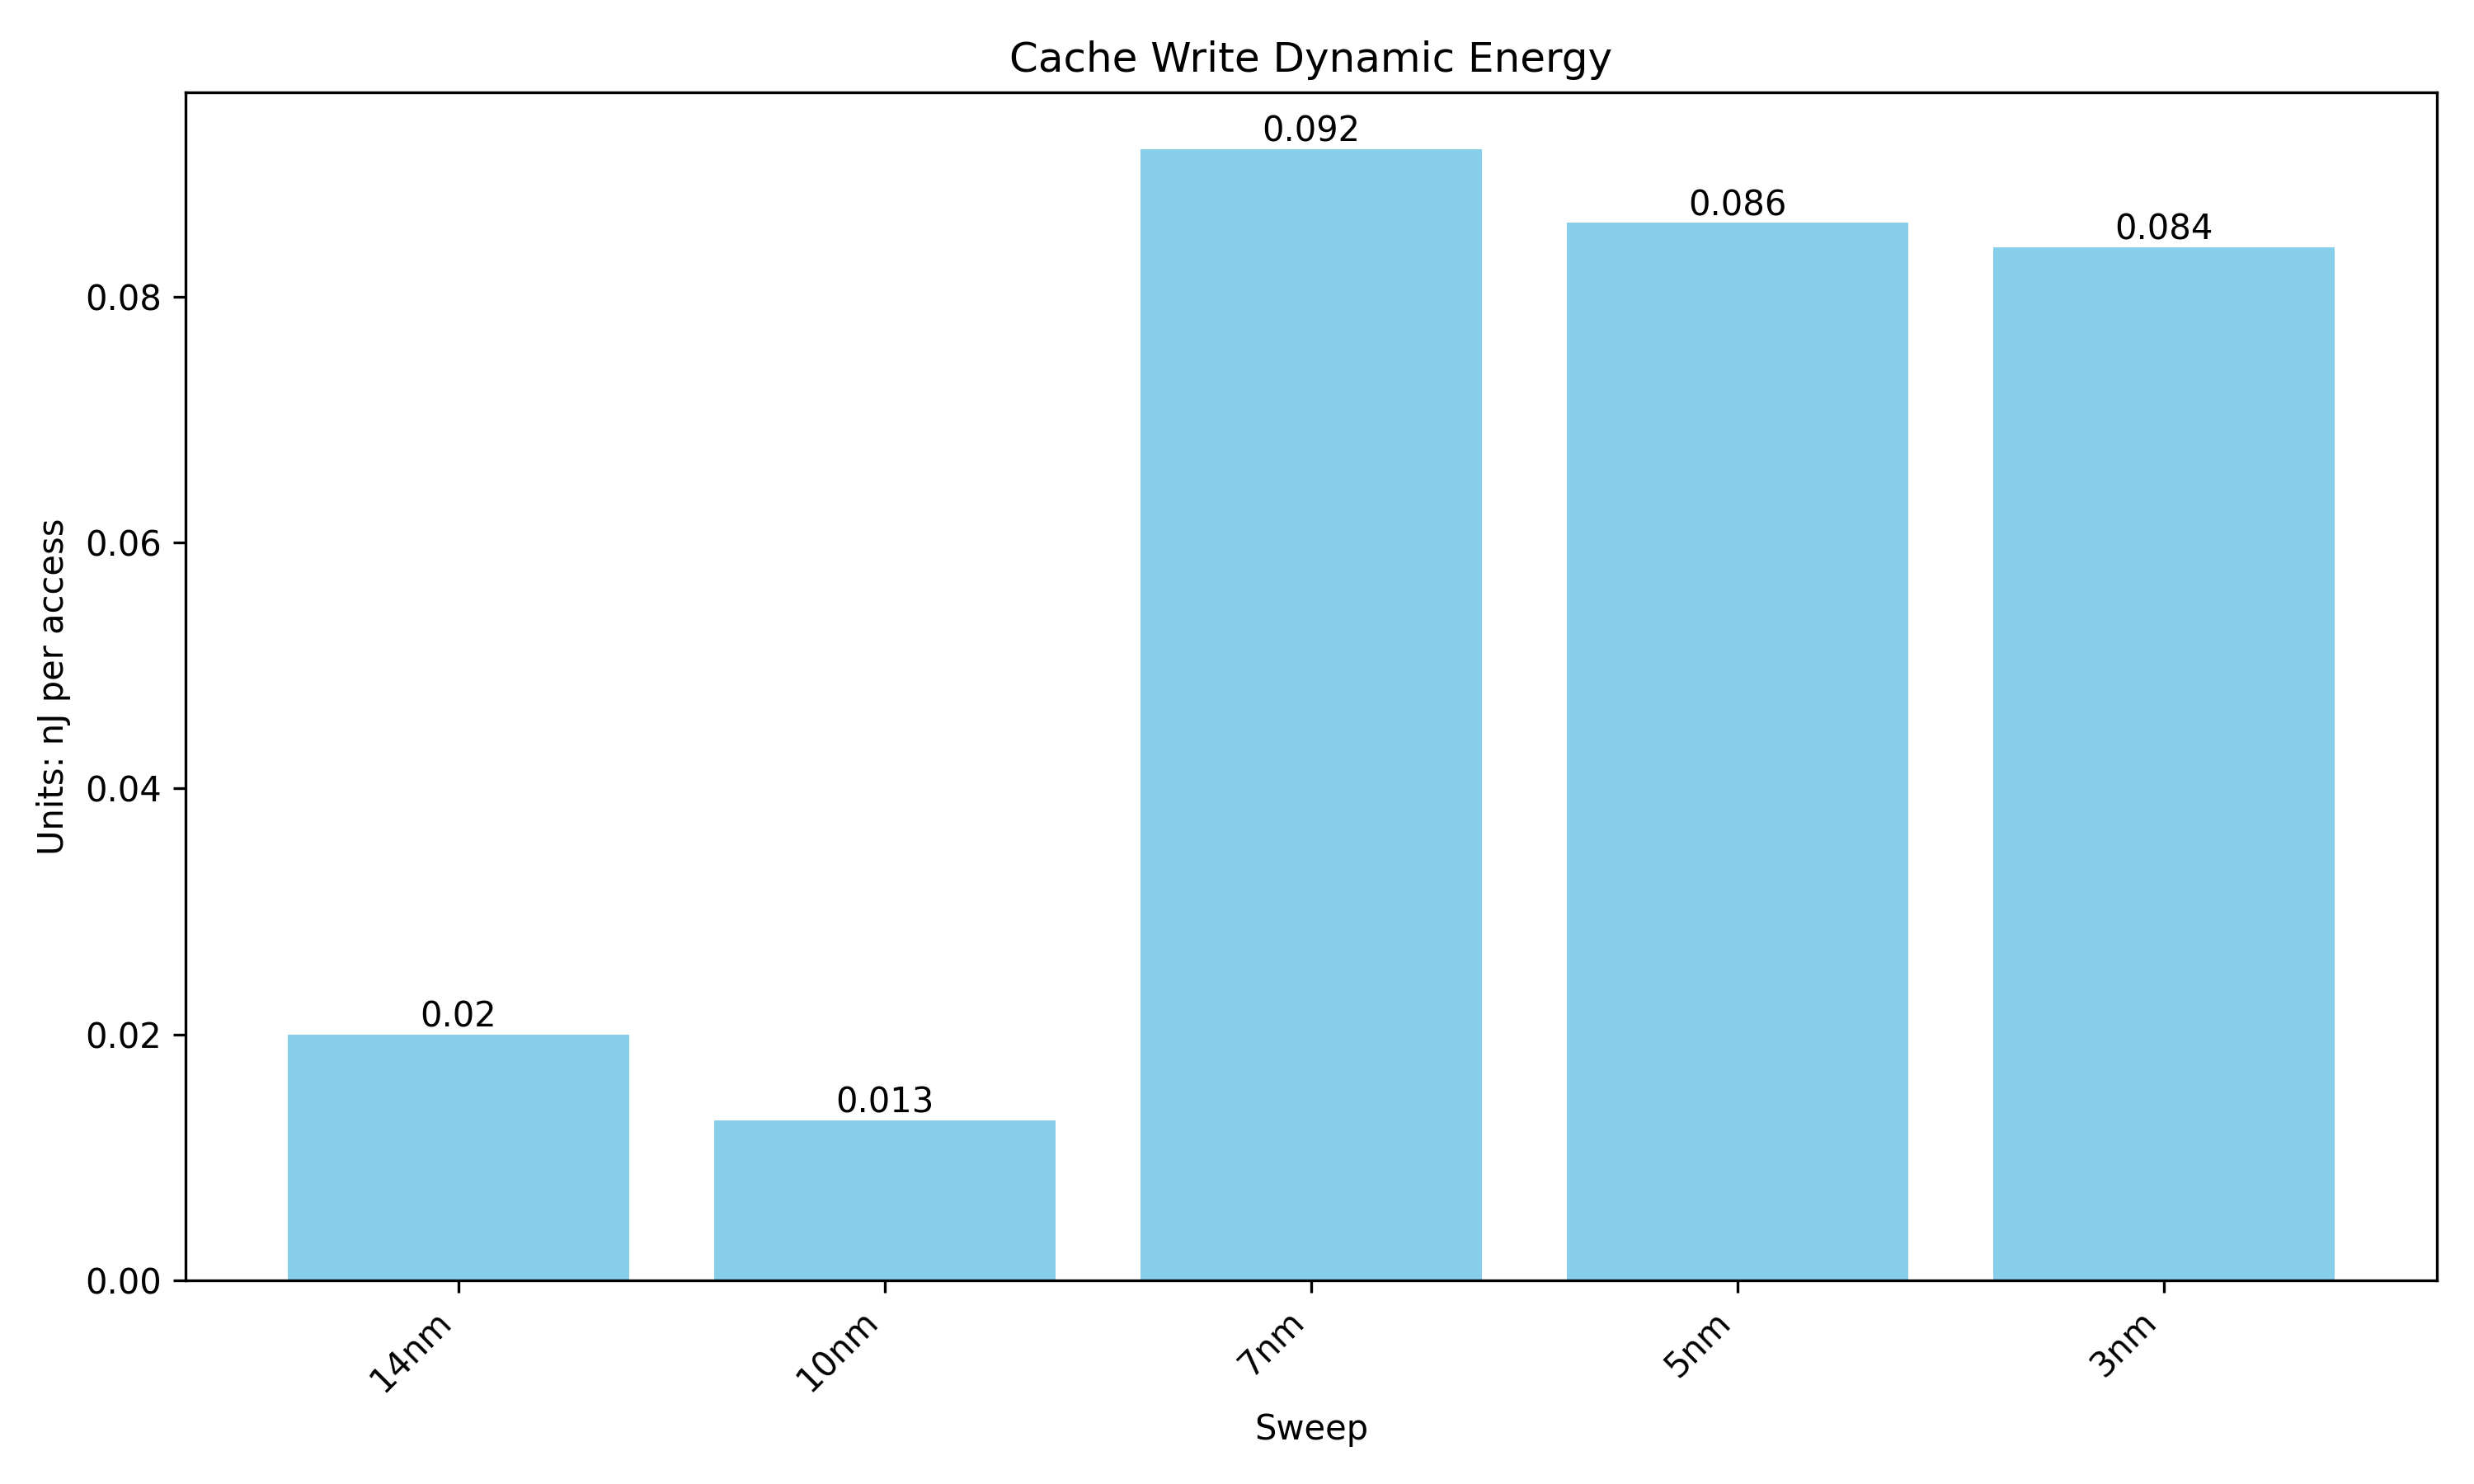 Cache Write Dynamic Energy
Units: nJ per access
0.08
0.06
0.04
0.02
0.00
0.02
0.013
0.092
0.086
0.084
14nm
10nm
7nm
5nm
3nm
Sweep